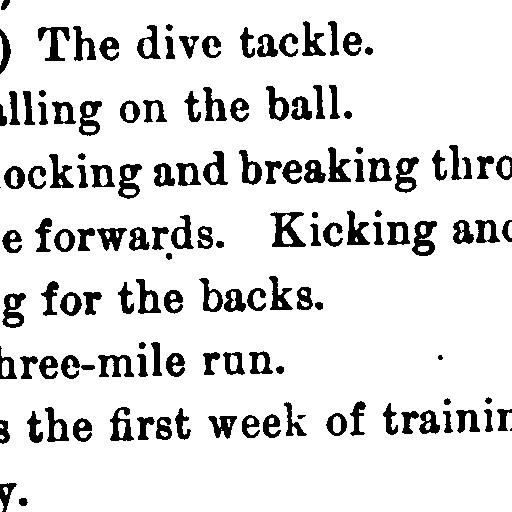 ) The dive tackle.
alling on the ball.
locking and breaking thro
e forwards. Kicking and
g for the backs.
hree-mile run.
s the first week of trainin
y.